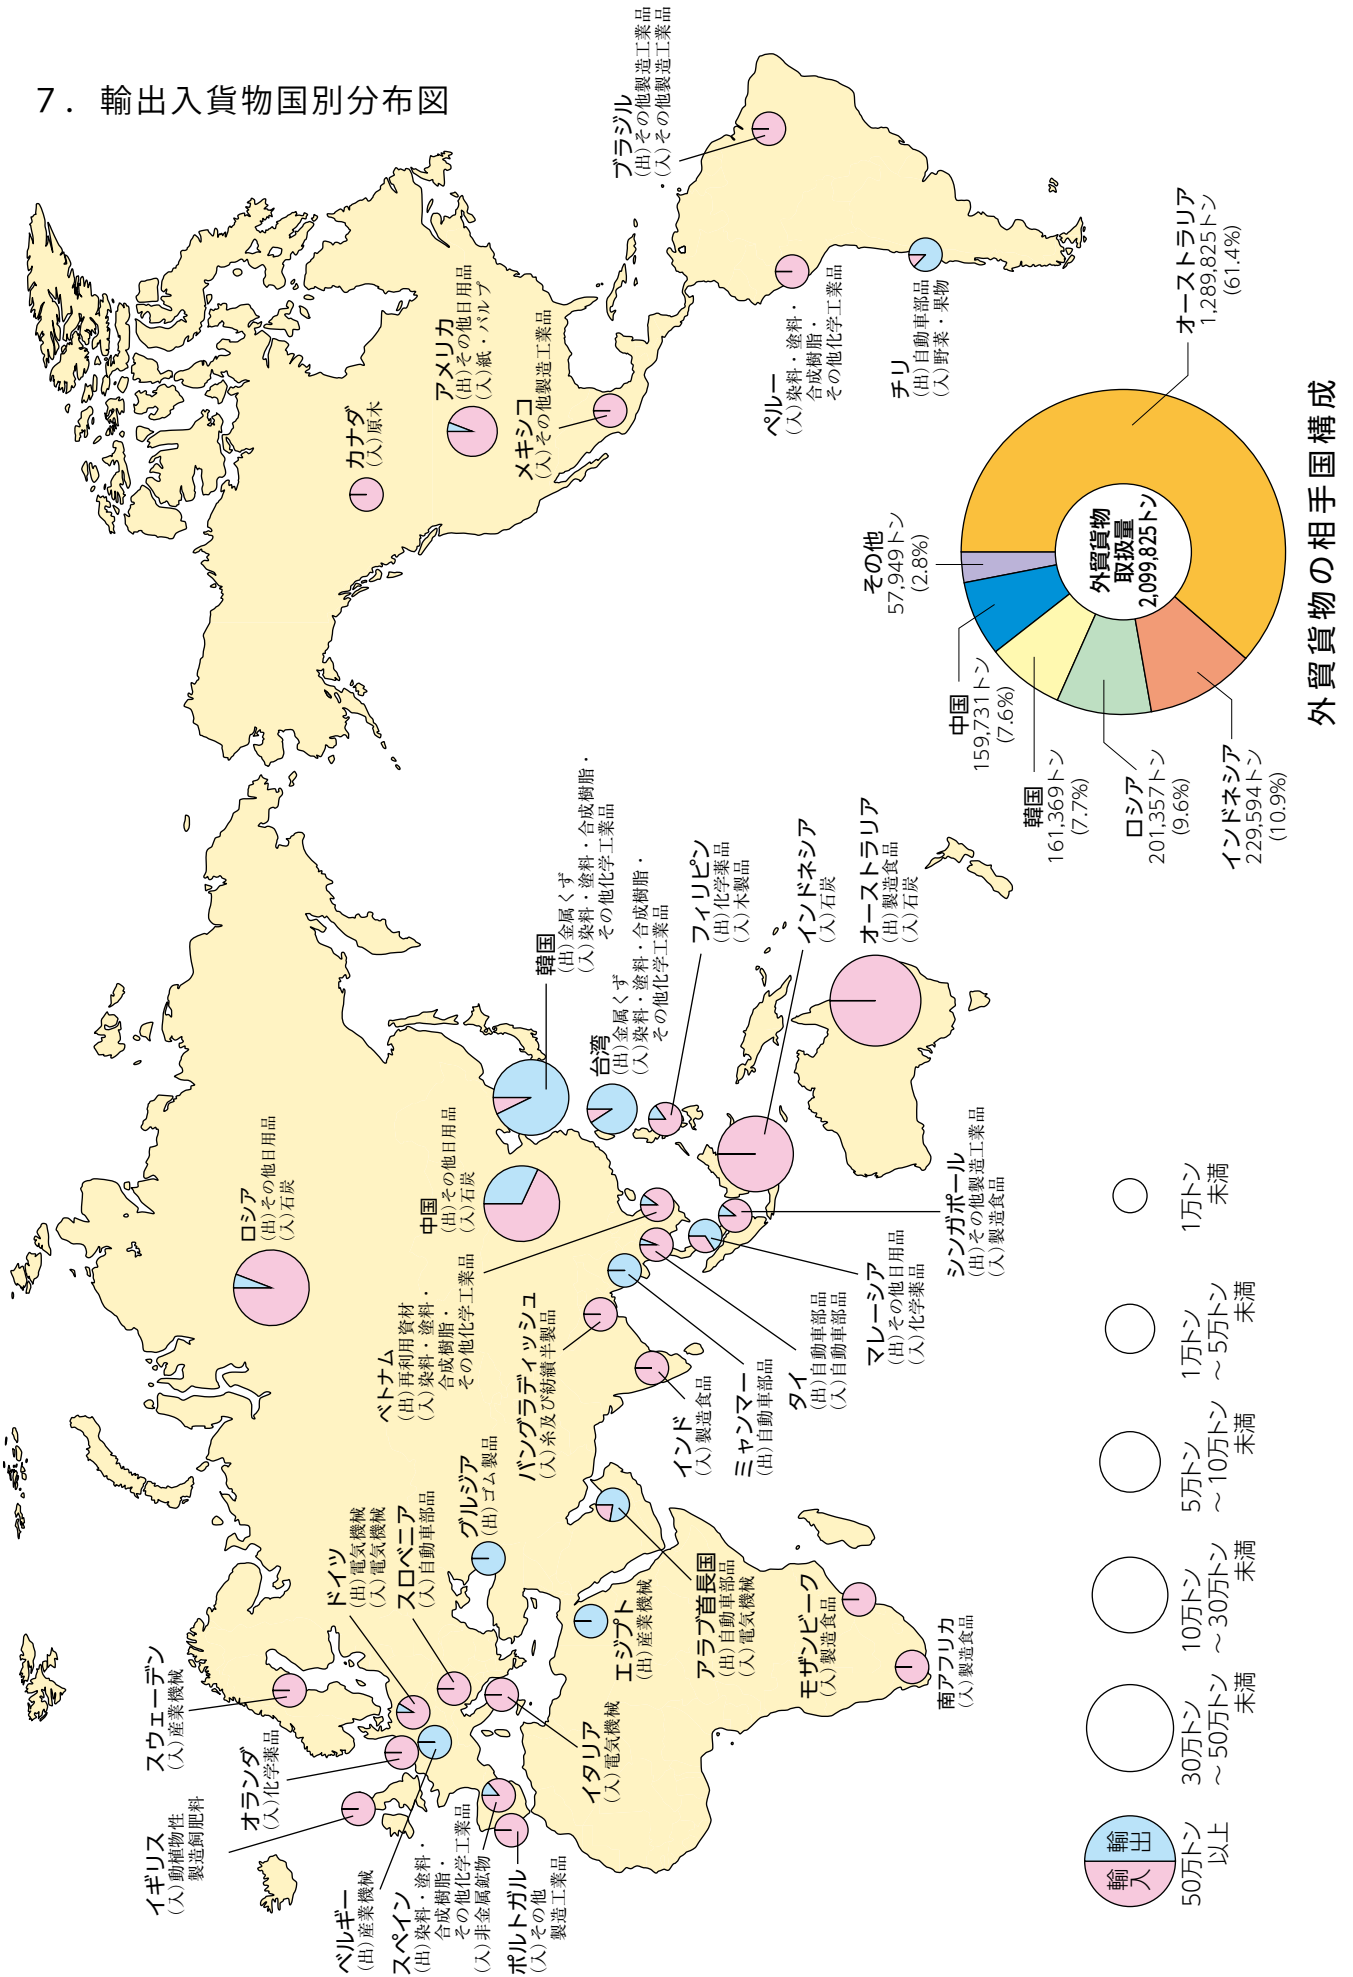 7．輸出入貨物国別分布図
イギリス
(入)動植物性
製造飼肥料
スウェーデン
(入)産業機械
オランダ
(入)化学薬品
ベルギー
(出)産業機械
スペイン
(出)染料・塗料・
合成樹脂・
その他化学工業品
(入)非金属鉱物
ポルトガル
(入)その他
製造工業品
ドイツ
(出)電気機械
(入)電気機械
スロベニア
(入)自動車部品
グルジア
(出)ゴム製品
イタリア
(入)電気機械
エジプト
(出)産業機械
アラブ首長国
(出)自動車部品
(入)電気機械
モザンビーク
(入)製造食品
南アフリカ
(入)製造食品
ロシア
(出)その他日用品
(入)石炭
中国
(出)その他日用品
(入)石炭
ベトナム
(出)再利用資材
(入)染料・塗料・
合成樹脂・
その他化学工業品
バングラディッシュ
(入)糸及び紡績半製品
インド
(入)製造食品
ミャンマー
(出)自動車部品
タイ
(出)自動車部品
(入)自動車部品
マレーシア
(出)その他日用品
(入)化学薬品
シンガポール
(出)その他製造工業品
(入)製造食品
韓国
(出)金属くず
(入)染料・塗料・合成樹脂・
その他化学工業品
台湾
(出)金属くず
(入)染料・塗料・合成樹脂・
その他化学工業品
フィリピン
(出)化学薬品
(入)木製品
インドネシア
(入)石炭
オーストラリア
(出)製造食品
(入)石炭
カナダ
(入)原木
アメリカ
(出)その他日用品
(入)紙・パルプ
メキシコ
(入)その他製造工業品
ブラジル
(出)その他製造工業品
(入)その他製造工業品
ペルー
(入)染料・塗料・
合成樹脂・
その他化学工業品
チリ
(出)自動車部品
(入)野菜・果物
輸入
輸出
50万トン
以上
30万トン
～50万トン
未満
10万トン
～30万トン
未満
5万トン
～10万トン
未満
1万トン
～5万トン
未満
1万トン
未満
外貿貨物
取扱量
2,099,825トン
オーストラリア
1,289,825トン
(61.4%)
インドネシア
229,594トン
(10.9%)
ロシア
201,357トン
(9.6%)
韓国
161,369トン
(7.7%)
中国
159,731トン
(7.6%)
その他
57,949トン
(2.8%)
外貿貨物の相手国構成